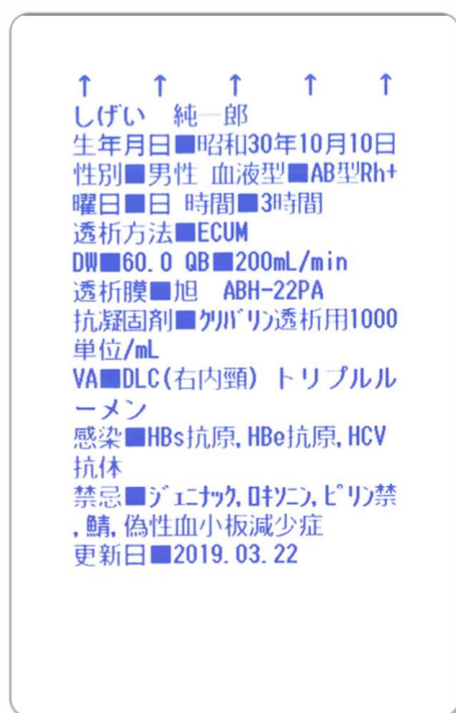 ↑ ↑ ↑ ↑ ↑
しげい 純一郎
生年月日■昭和30年10月10日
性別■男性 血液型■AB型Rh+
曜日■日 時間■3時間
透析方法■ECUM
DW■60.0 QB■200mL/min
透析膜■旭 ABH-22PA
抗凝固剤■ｸﾘﾊﾞﾘﾝ透析用1000
単位/mL
VA■DLC(右内頸) トリプルル
ーメン
感染■HBs抗原,HBe抗原,HCV
抗体
禁忌■ｼﾞｪﾆﾅｯｸ,ﾛｷｿﾆﾝ,ﾋﾟﾘﾝ禁
,鯖,偽性血小板減少症
更新日■2019.03.22